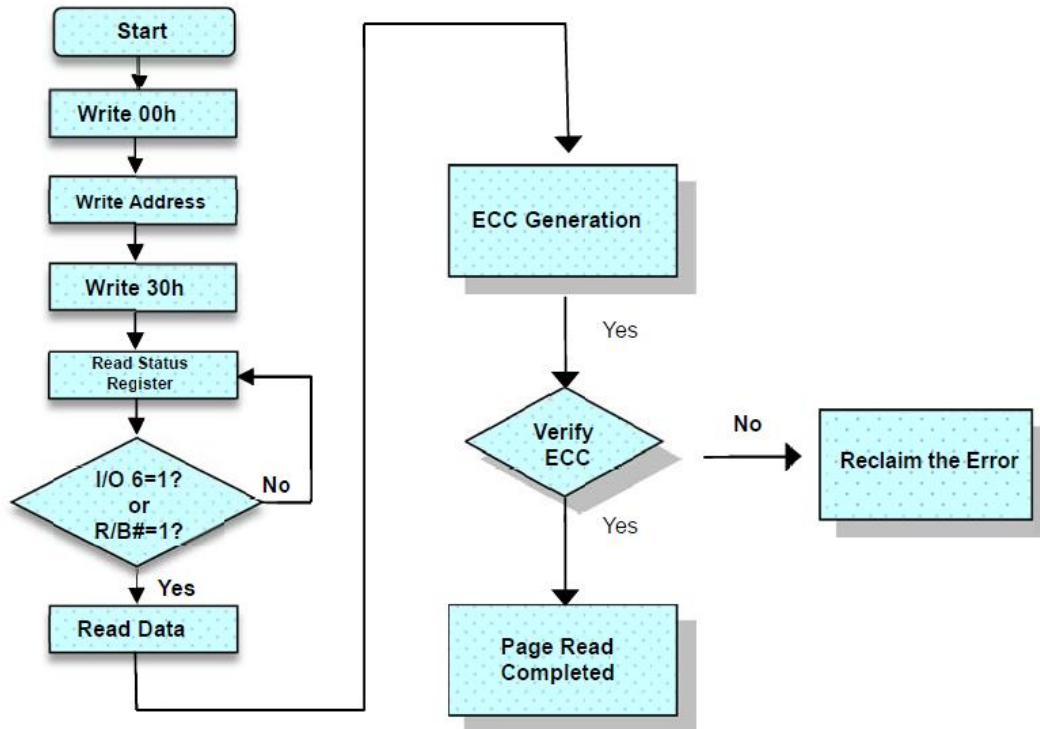 Start
Write 00h
Write Address
Write 30h
Read Status
Register
I/O 6=1?
or
R/B#=1?
No
Yes
Read Data
ECC Generation
Yes
Verify
ECC
No
Reclaim the Error
Yes
Page Read
Completed